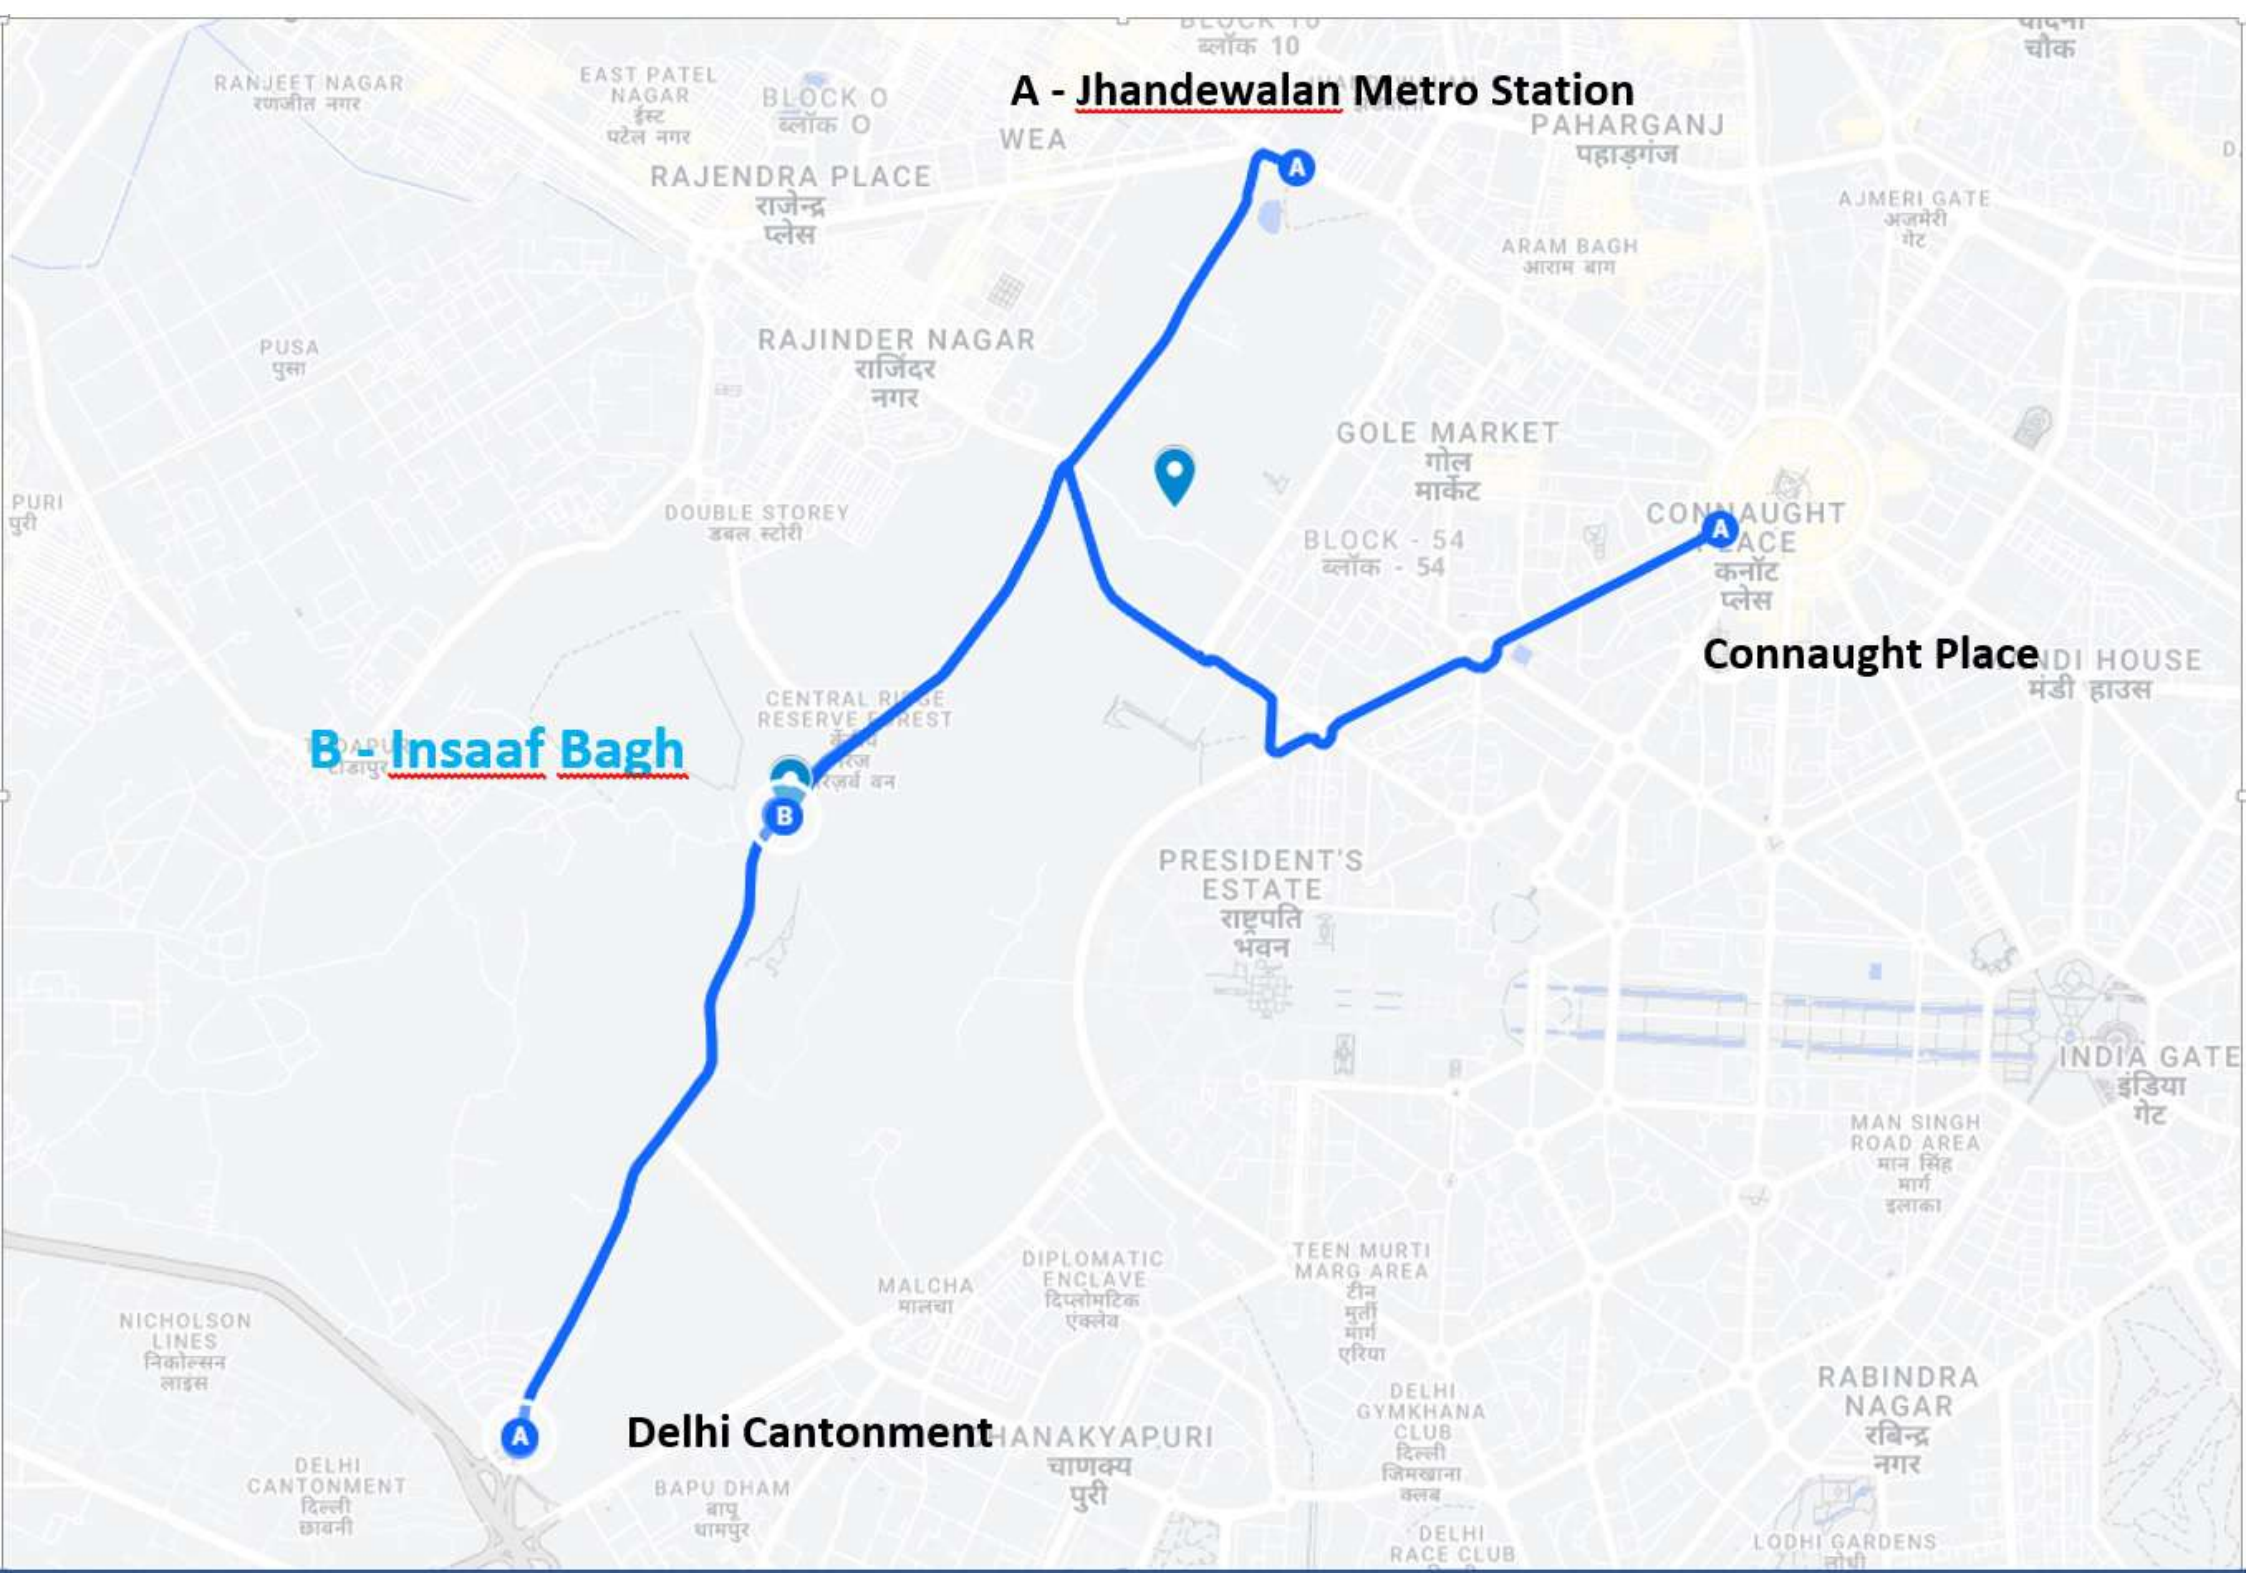 BLOCK 10
ब्लॉक 10
चौक
RANJEET NAGAR
रणजीत नगर
EAST PATEL
NAGAR
ईस्ट
पटेल नगर
BLOCK O
ब्लॉक O
WEA
A - Jhandewalan Metro Station
PAHARGANJ
पहाड़गंज
RAJENDRA PLACE
राजेन्द्र
प्लेस
A
AJMERI GATE
अजमेरी
गेट
ARAM BAGH
आराम बाग
PUSA
पुसा
RAJINDER NAGAR
राजिंदर
नगर
GOLE MARKET
गोल
मार्केट
PURI
पुरी
DOUBLE STOREY
डबल स्टोरी
BLOCK - 54
ब्लॉक - 54
CONNAUGHT
A
PLACE
कनॉट
प्लेस
Connaught Place
MANDI HOUSE
मंडी हाउस
CENTRAL RIDGE
RESERVE FOREST
रिज़र्व वन
B - Insaaf Bagh
टोडापुर
B
PRESIDENT'S
ESTATE
राष्ट्रपति
भवन
INDIA GATE
इंडिया
गेट
MAN SINGH
ROAD AREA
मान सिंह
मार्ग
इलाका
MALCHA
मालचा
DIPLOMATIC
ENCLAVE
दिप्लोमटिक
एंक्लेव
TEEN MURTI
MARG AREA
टीन
मुर्ती
मार्ग
एरिया
NICHOLSON
LINES
निकोल्सन
लाइंस
RABINDRA
NAGAR
रबिन्द्र
नगर
DELHI
GYMKHANA
CLUB
दिल्ली
जिमखाना
क्लब
A
Delhi Cantonment
CHANAKYAPURI
चाणक्य
पुरी
DELHI
CANTONMENT
दिल्ली
छावनी
BAPU DHAM
बापू
धामपुर
DELHI
RACE CLUB
LODHI GARDENS
लोधी